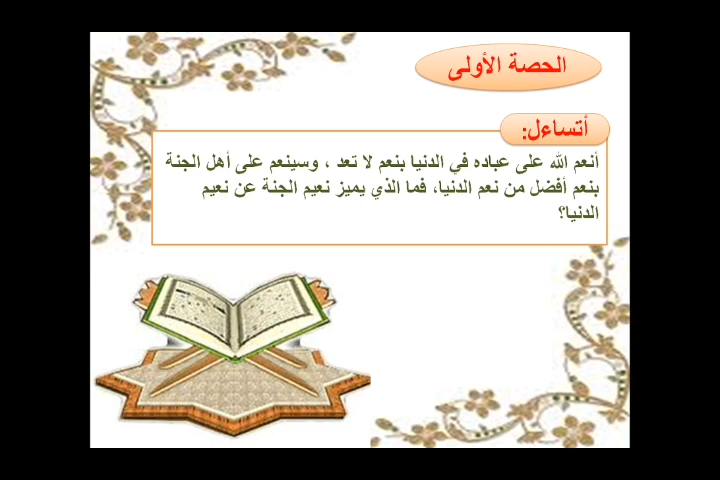 الحصة الأولى
أتساءل:
أنعم الله على عباده في الدنيا بنعم لا تعد ، وسينعم على أهل الجنة
بنعم أفضل من نعم الدنيا، فما الذي يميز نعيم الجنة عن نعيم
الدنيا؟